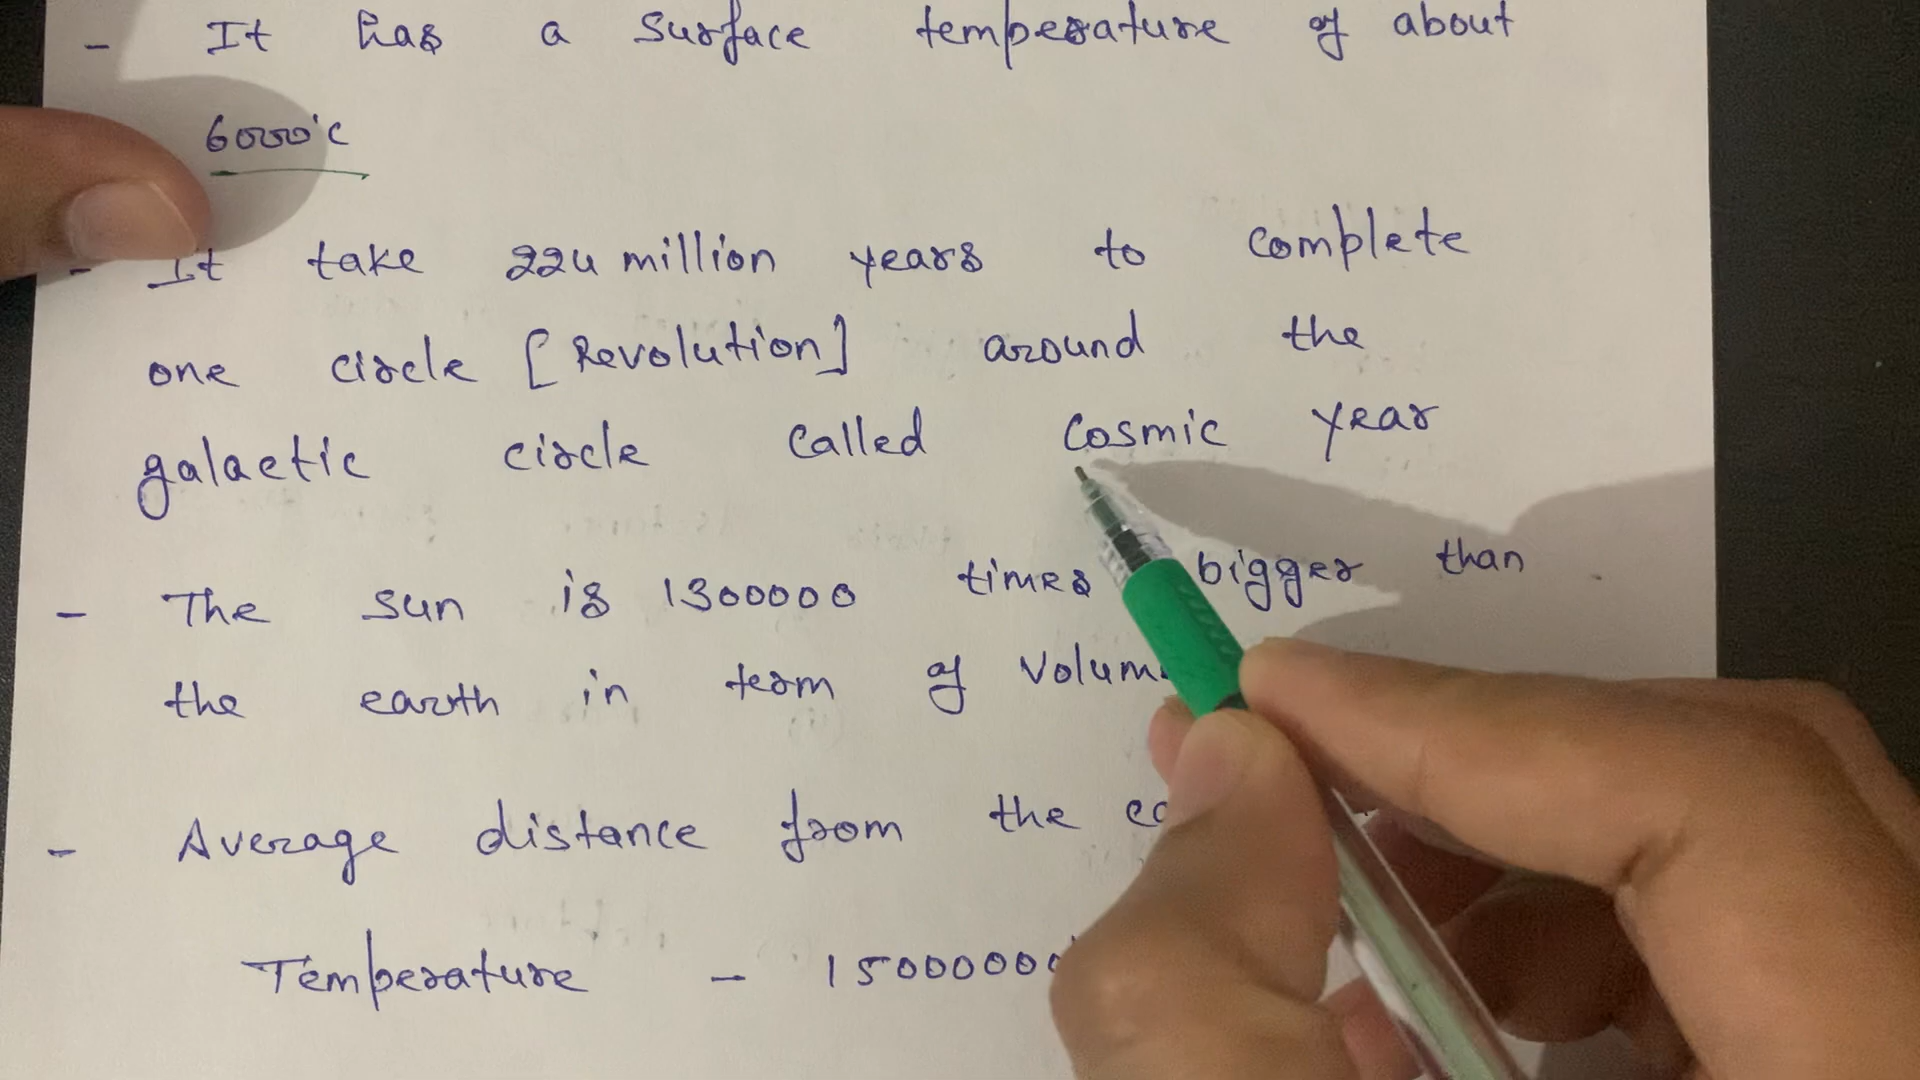 - It has a surface temperature of about
6000°C
- It take 224 million years to complete
one circle [Revolution] around the
galactic circle called cosmic year
- The sun is 1300000 times bigger than
the earth in term of
- Average distance from the
Temperature -